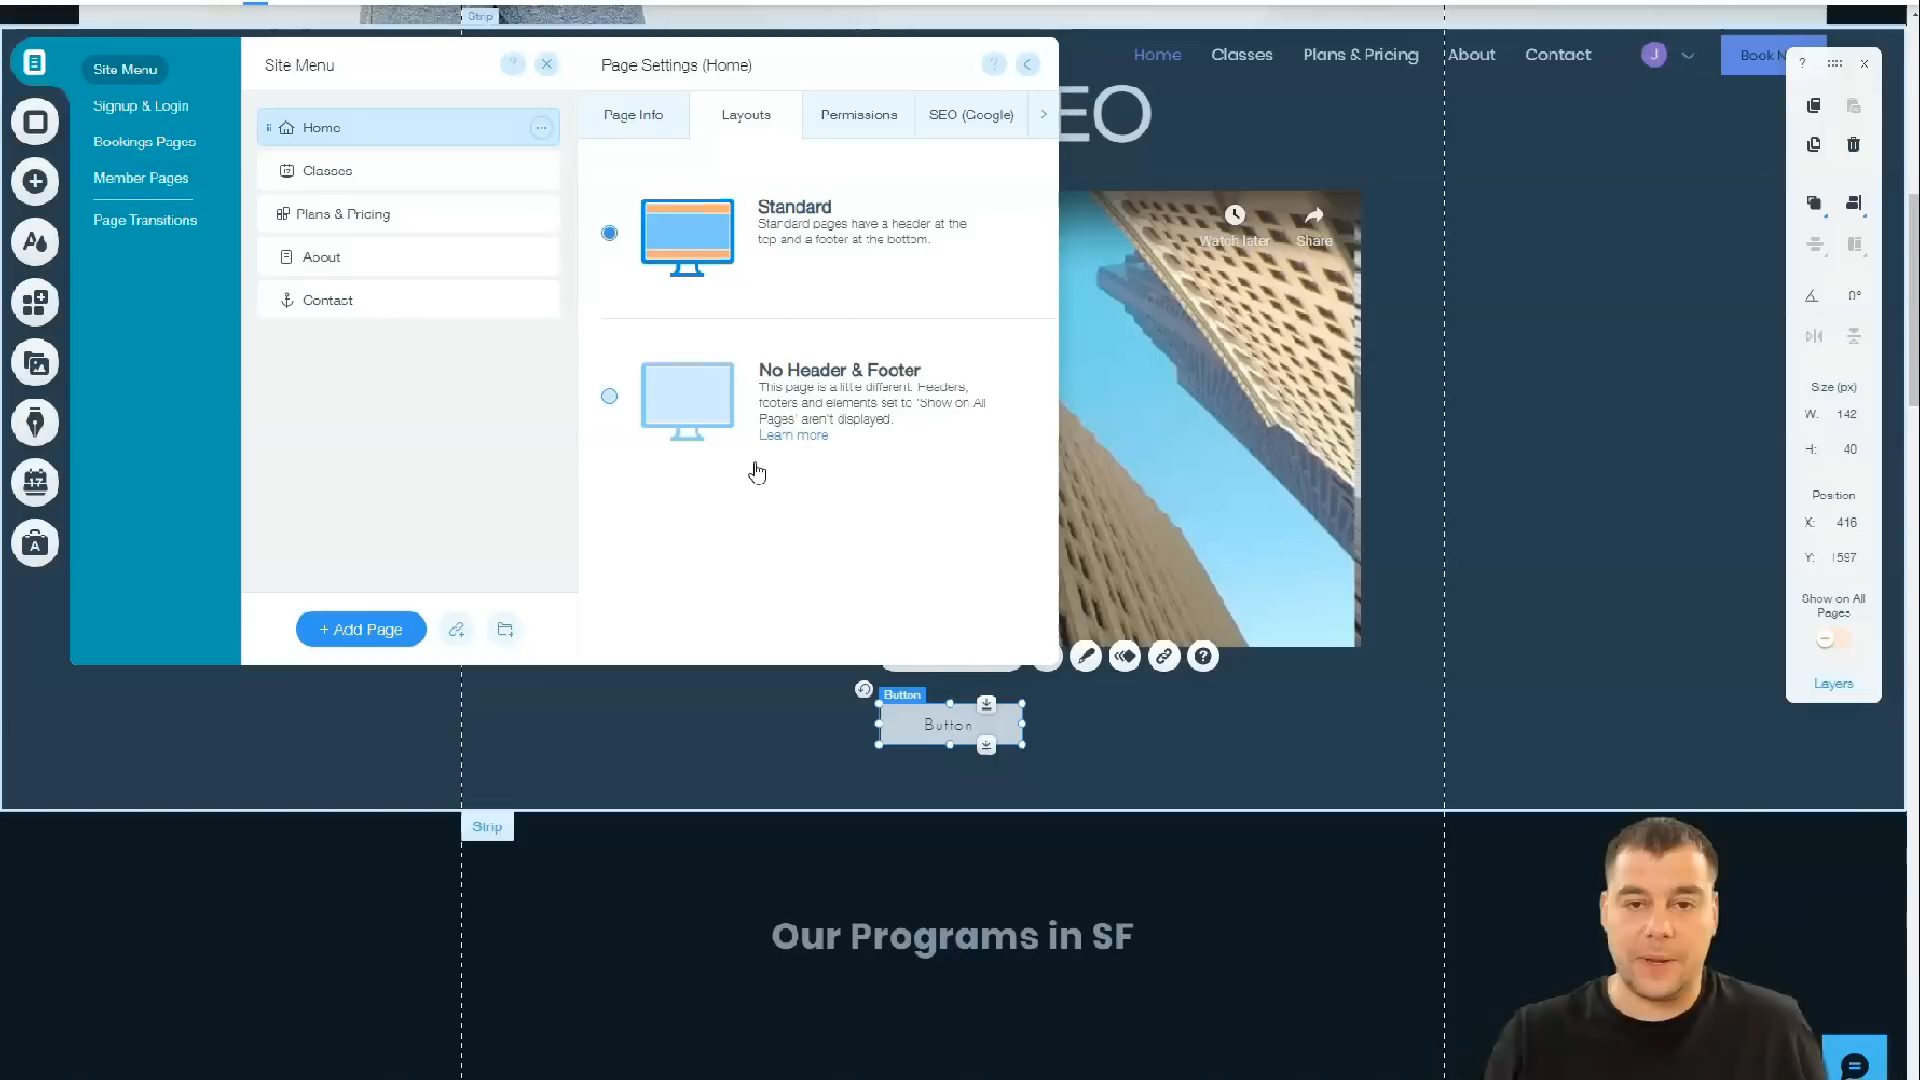 Strip
Site Menu
Signup & Login
Bookings Pages
Member Pages
Page Transitions
Site Menu
?
Home
Classes
Plans & Pricing
About
Contact
+ Add Page
Page Settings (Home)
?
Page Info
Layouts
Permissions
SEO (Google)
Standard
Standard pages have a header at the
top and a footer at the bottom.
No Header & Footer
This page is a little different. Headers,
footers and elements set to "Show on All
Pages" aren't displayed.
Learn more
Home
Classes
Plans & Pricing
About
Contact
J
Book N
EO
Watch later
Share
?
Size (px)
W: 142
H: 40
Position
X: 416
Y: 1597
Show on All
Pages
Layers
17
A
?
Button
Button
Strip
Our Programs in SF